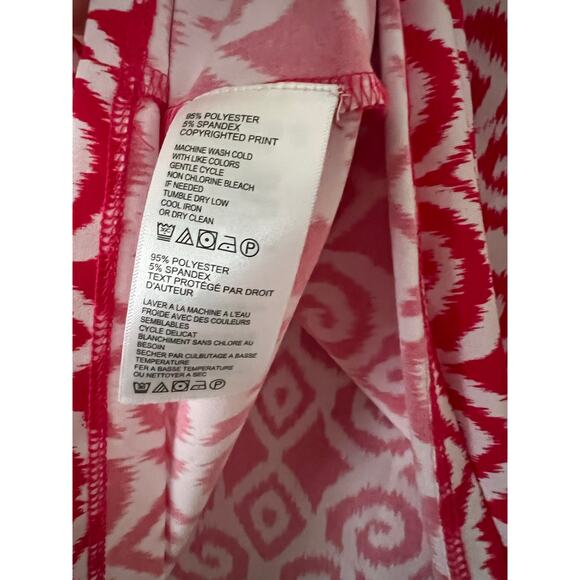 95% POLYESTER
5% SPANDEX
COPYRIGHTED PRINT
MACHINE WASH COLD
WITH LIKE COLORS
GENTLE CYCLE
NON CHLORINE BLEACH
IF NEEDED
TUMBLE DRY LOW
COOL IRON
OR DRY CLEAN
95% POLYESTER
5% SPANDEX
TEXT PROTÉGÉ PAR DROIT
D'AUTEUR
LAVER A LA MACHINE A L'EAU
FROIDE AVEC DES COULEURS
SEMBLABLES
CYCLE DELICAT
BLANCHIMENT SANS CHLORE AU
BESOIN
SECHER PAR CULBUTAGE A BASSE
TEMPERATURE
FER A BASSE TEMPERATURE
OU NETTOYER A SEC